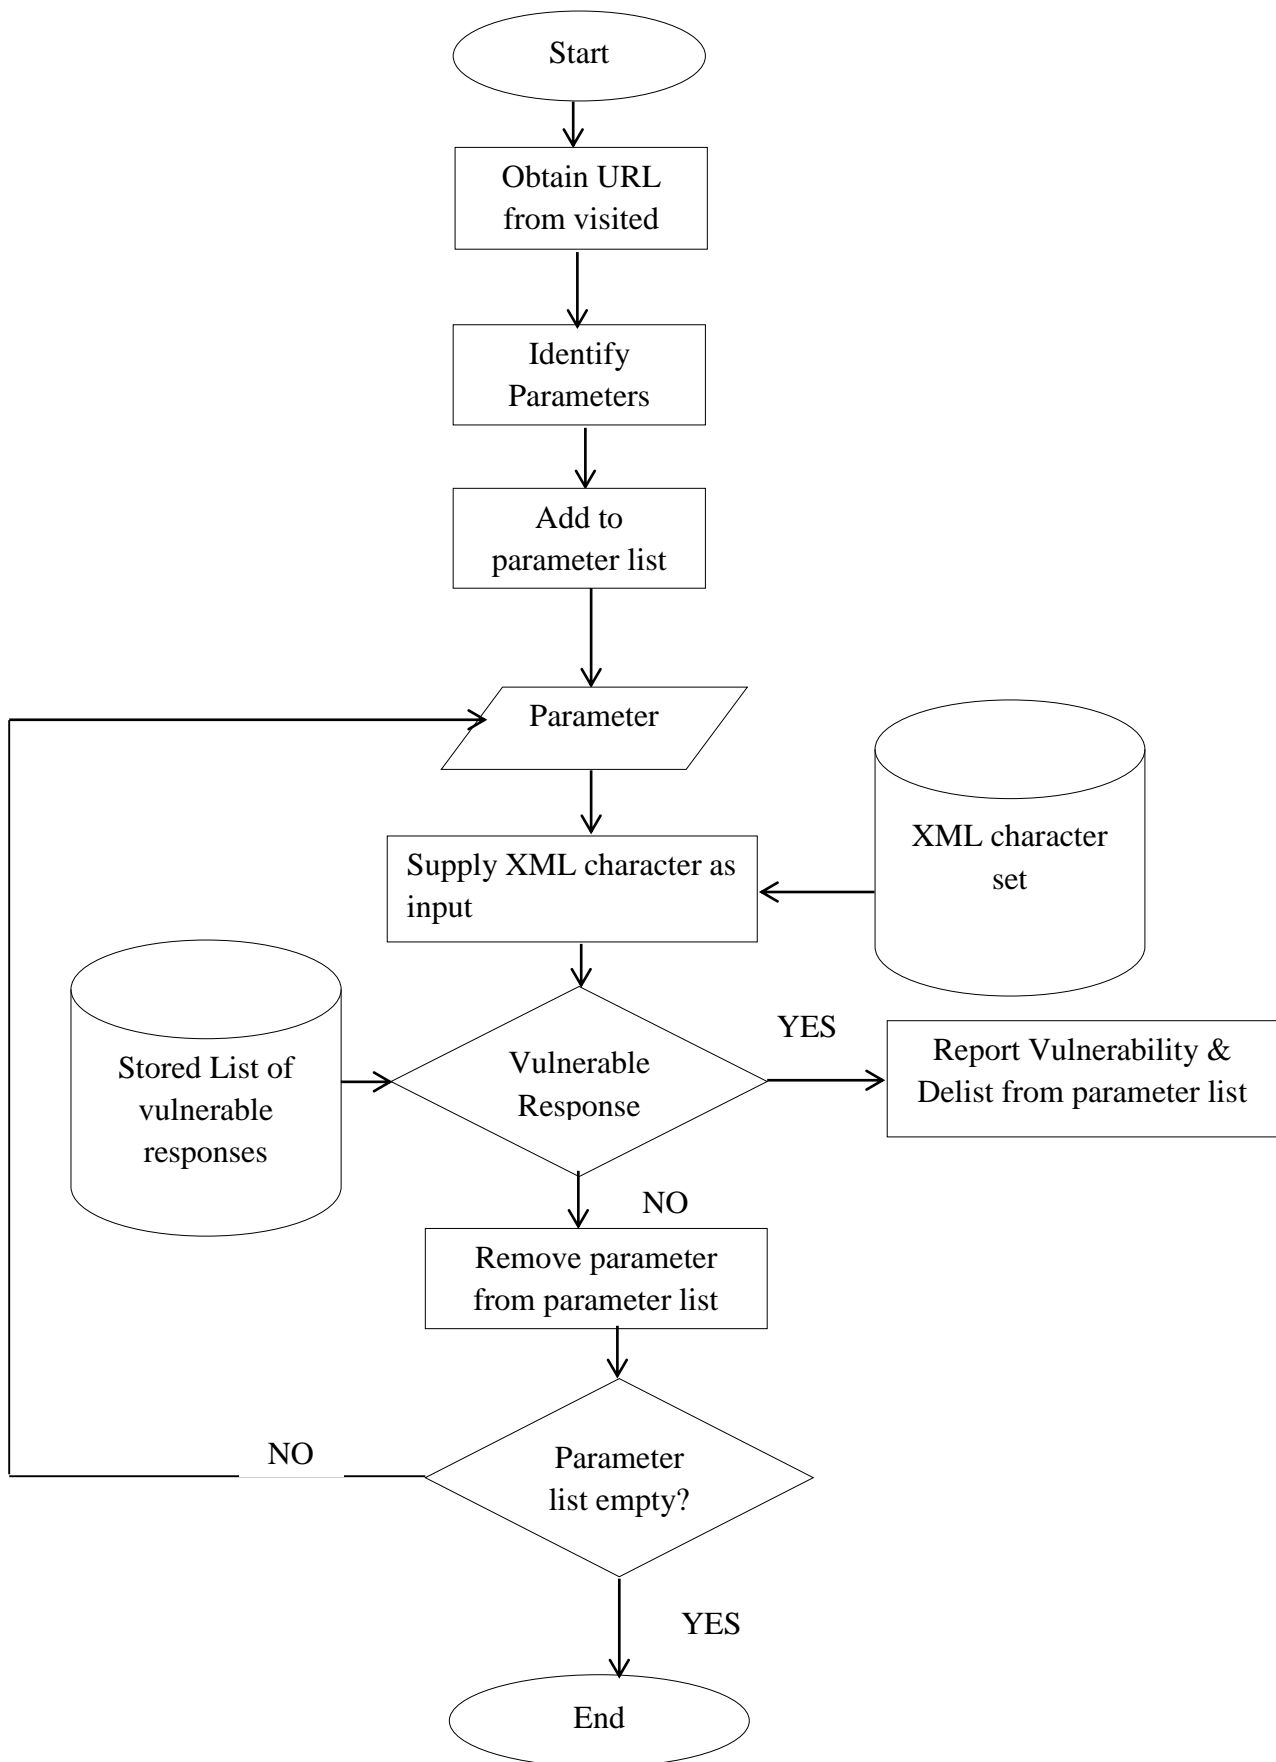 Start
Obtain URL
from visited
Identify
Parameters
Add to
parameter list
Parameter
XML character
set
Supply XML character as
input
Stored List of
vulnerable
responses
Vulnerable
Response
YES
Report Vulnerability &
Delist from parameter list
NO
Remove parameter
from parameter list
NO
Parameter
list empty?
YES
End